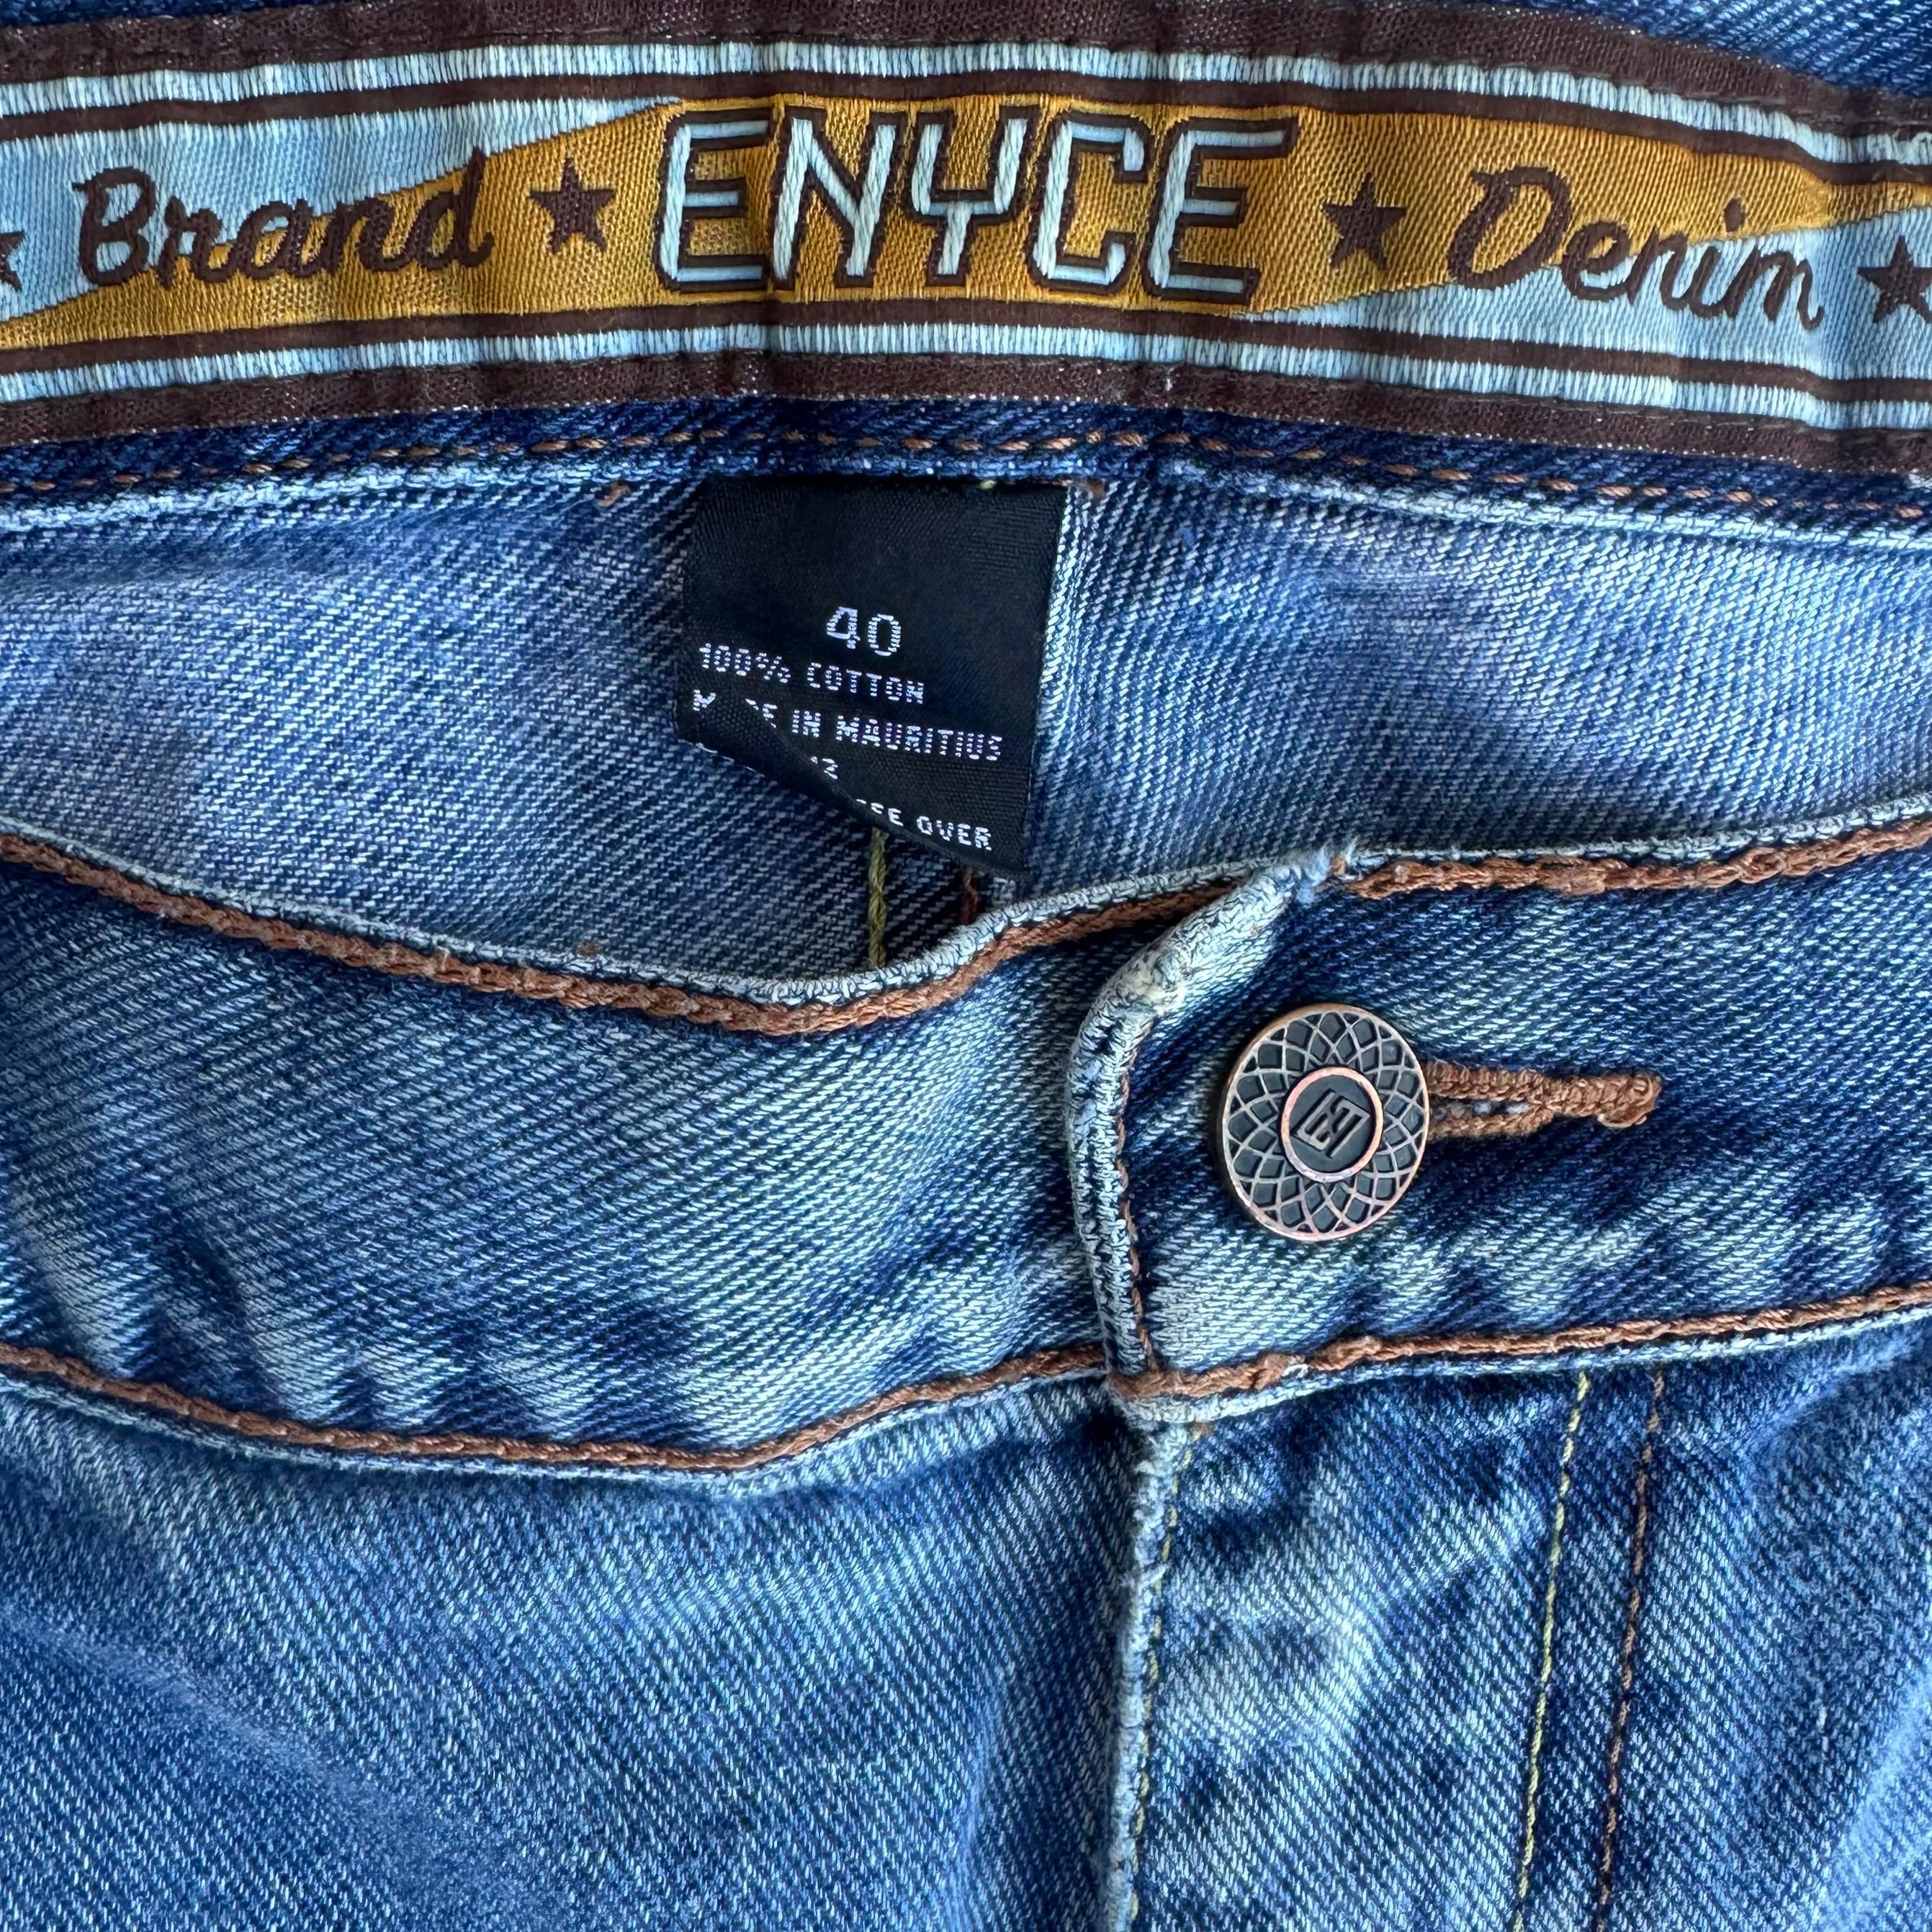 Brand ★ ENYCE ★ Denim
40
100% COTTON
IN MAURITIUS
OVER